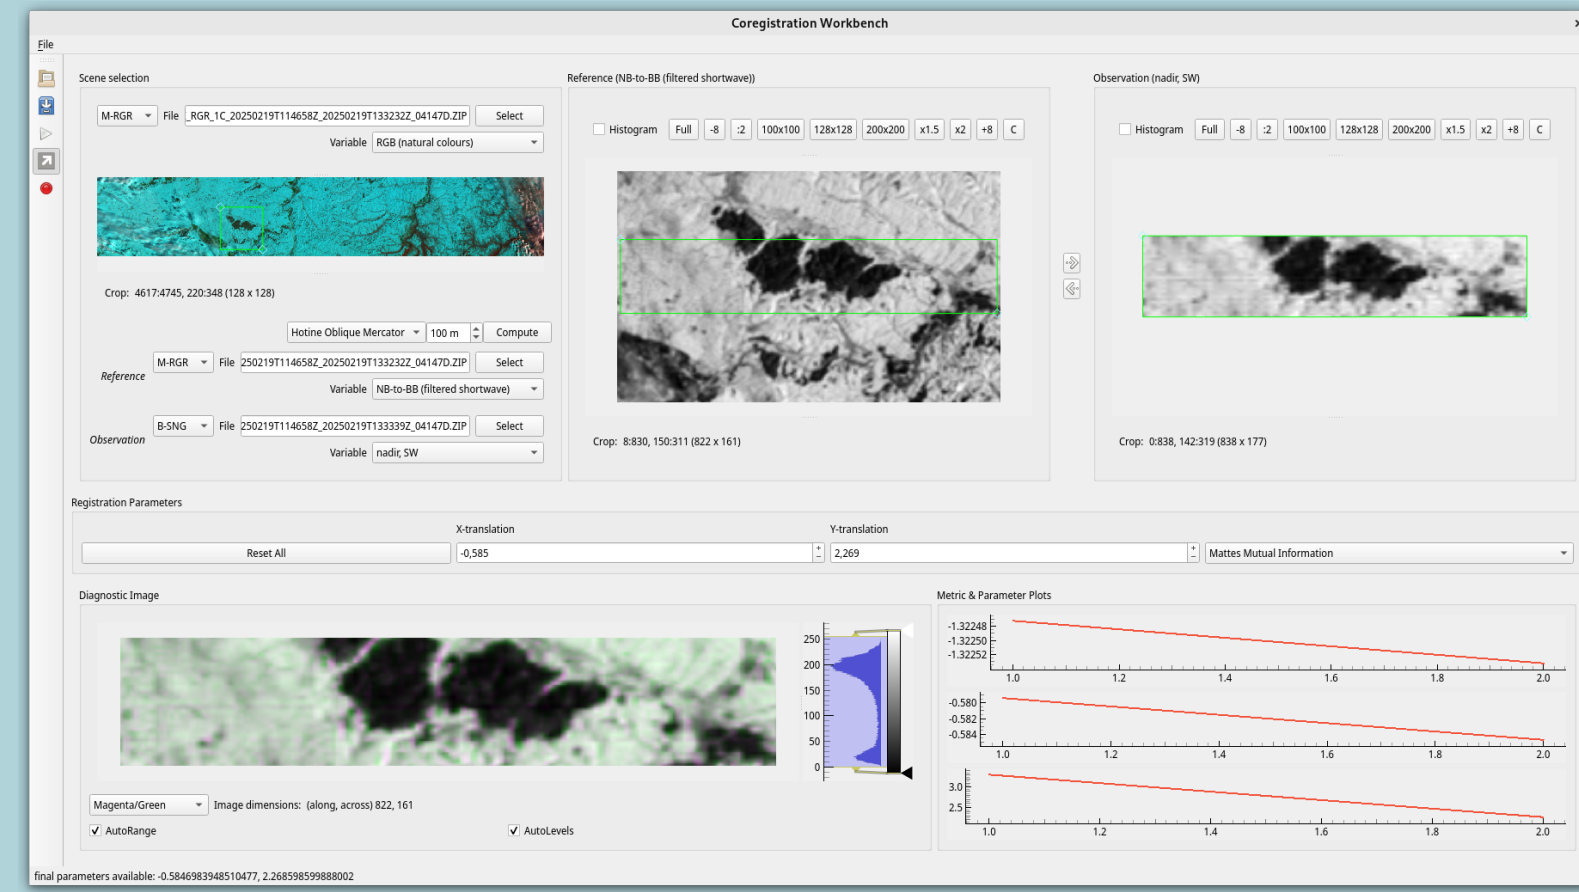 Coregistration Workbench
File
Scene selection
M-RGR File _RGR_1C_20250219T114658Z_20250219T133232Z_04147D.ZIP Select
Variable RGB (natural colours)
Crop: 4617:4745, 220:348 (128 x 128)
Hotine Oblique Mercator 100 m Compute
Reference
M-RGR File 250219T114658Z_20250219T133232Z_04147D.ZIP Select
Variable NB-to-BB (filtered shortwave)
Observation
B-SNG File 250219T114658Z_20250219T133339Z_04147D.ZIP Select
Variable nadir, SW
Reference (NB-to-BB (filtered shortwave))
Histogram Full -8 :2 100x100 128x128 200x200 x1.5 x2 +8 C
Crop: 8:830, 150:311 (822 x 161)
Observation (nadir, SW)
Histogram Full -8 :2 100x100 128x128 200x200 x1.5 x2 +8 C
Crop: 0:838, 142:319 (838 x 177)
Registration Parameters
X-translation Y-translation
Reset All -0,585 2,269 Mattes Mutual Information
Diagnostic Image
250
200
150
100
50
0
Magenta/Green Image dimensions: (along, across) 822, 161
AutoRange AutoLevels
Metric & Parameter Plots
-1.32248
-1.32250
-1.32252
1.0 1.2 1.4 1.6 1.8 2.0
-0.580
-0.582
-0.584
1.0 1.2 1.4 1.6 1.8 2.0
3.0
2.5
1.0 1.2 1.4 1.6 1.8 2.0
final parameters available: -0.5846983948510477, 2.268598599888002